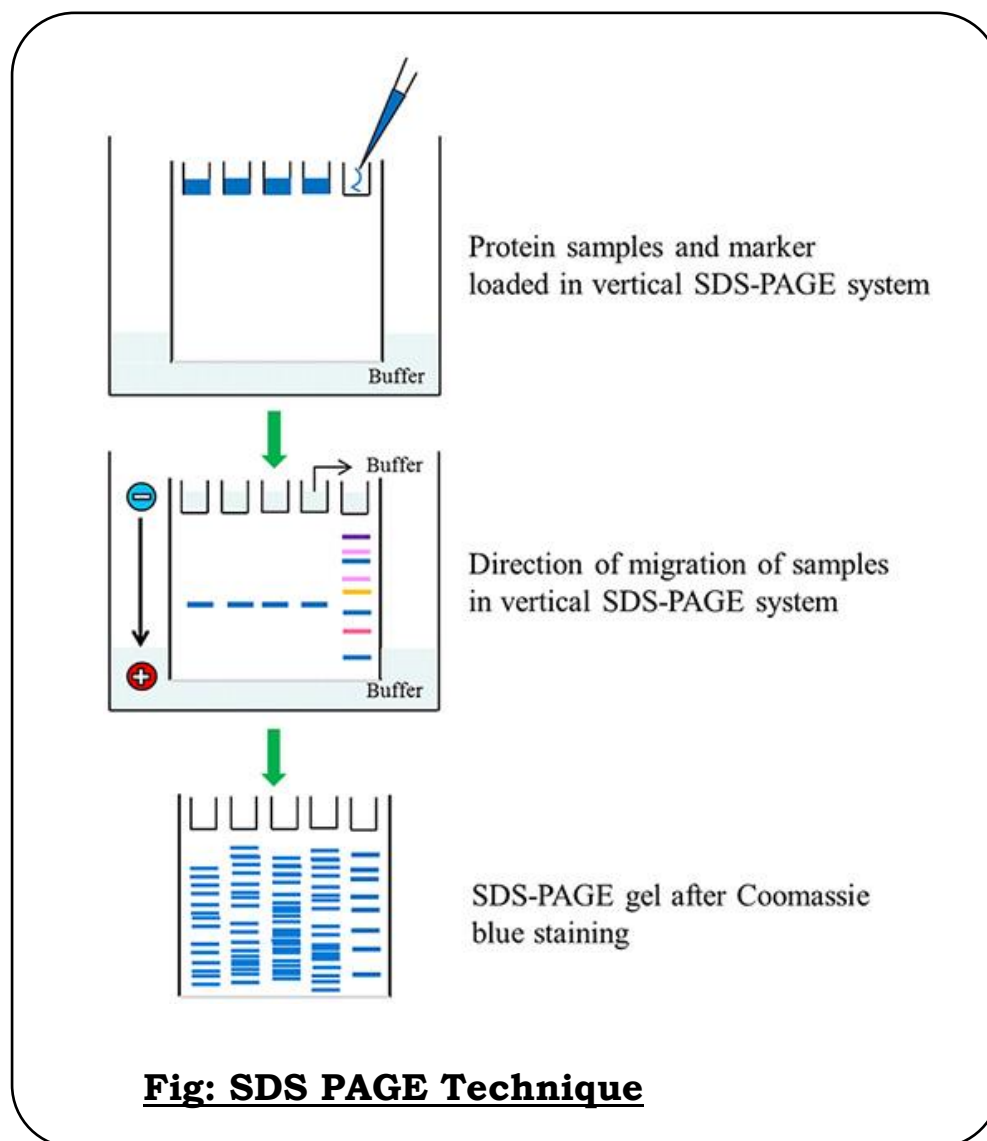 Protein samples and marker
loaded in vertical SDS-PAGE system
Buffer
Buffer
Direction of migration of samples
in vertical SDS-PAGE system
Buffer
SDS-PAGE gel after Coomassie
blue staining
Fig: SDS PAGE Technique